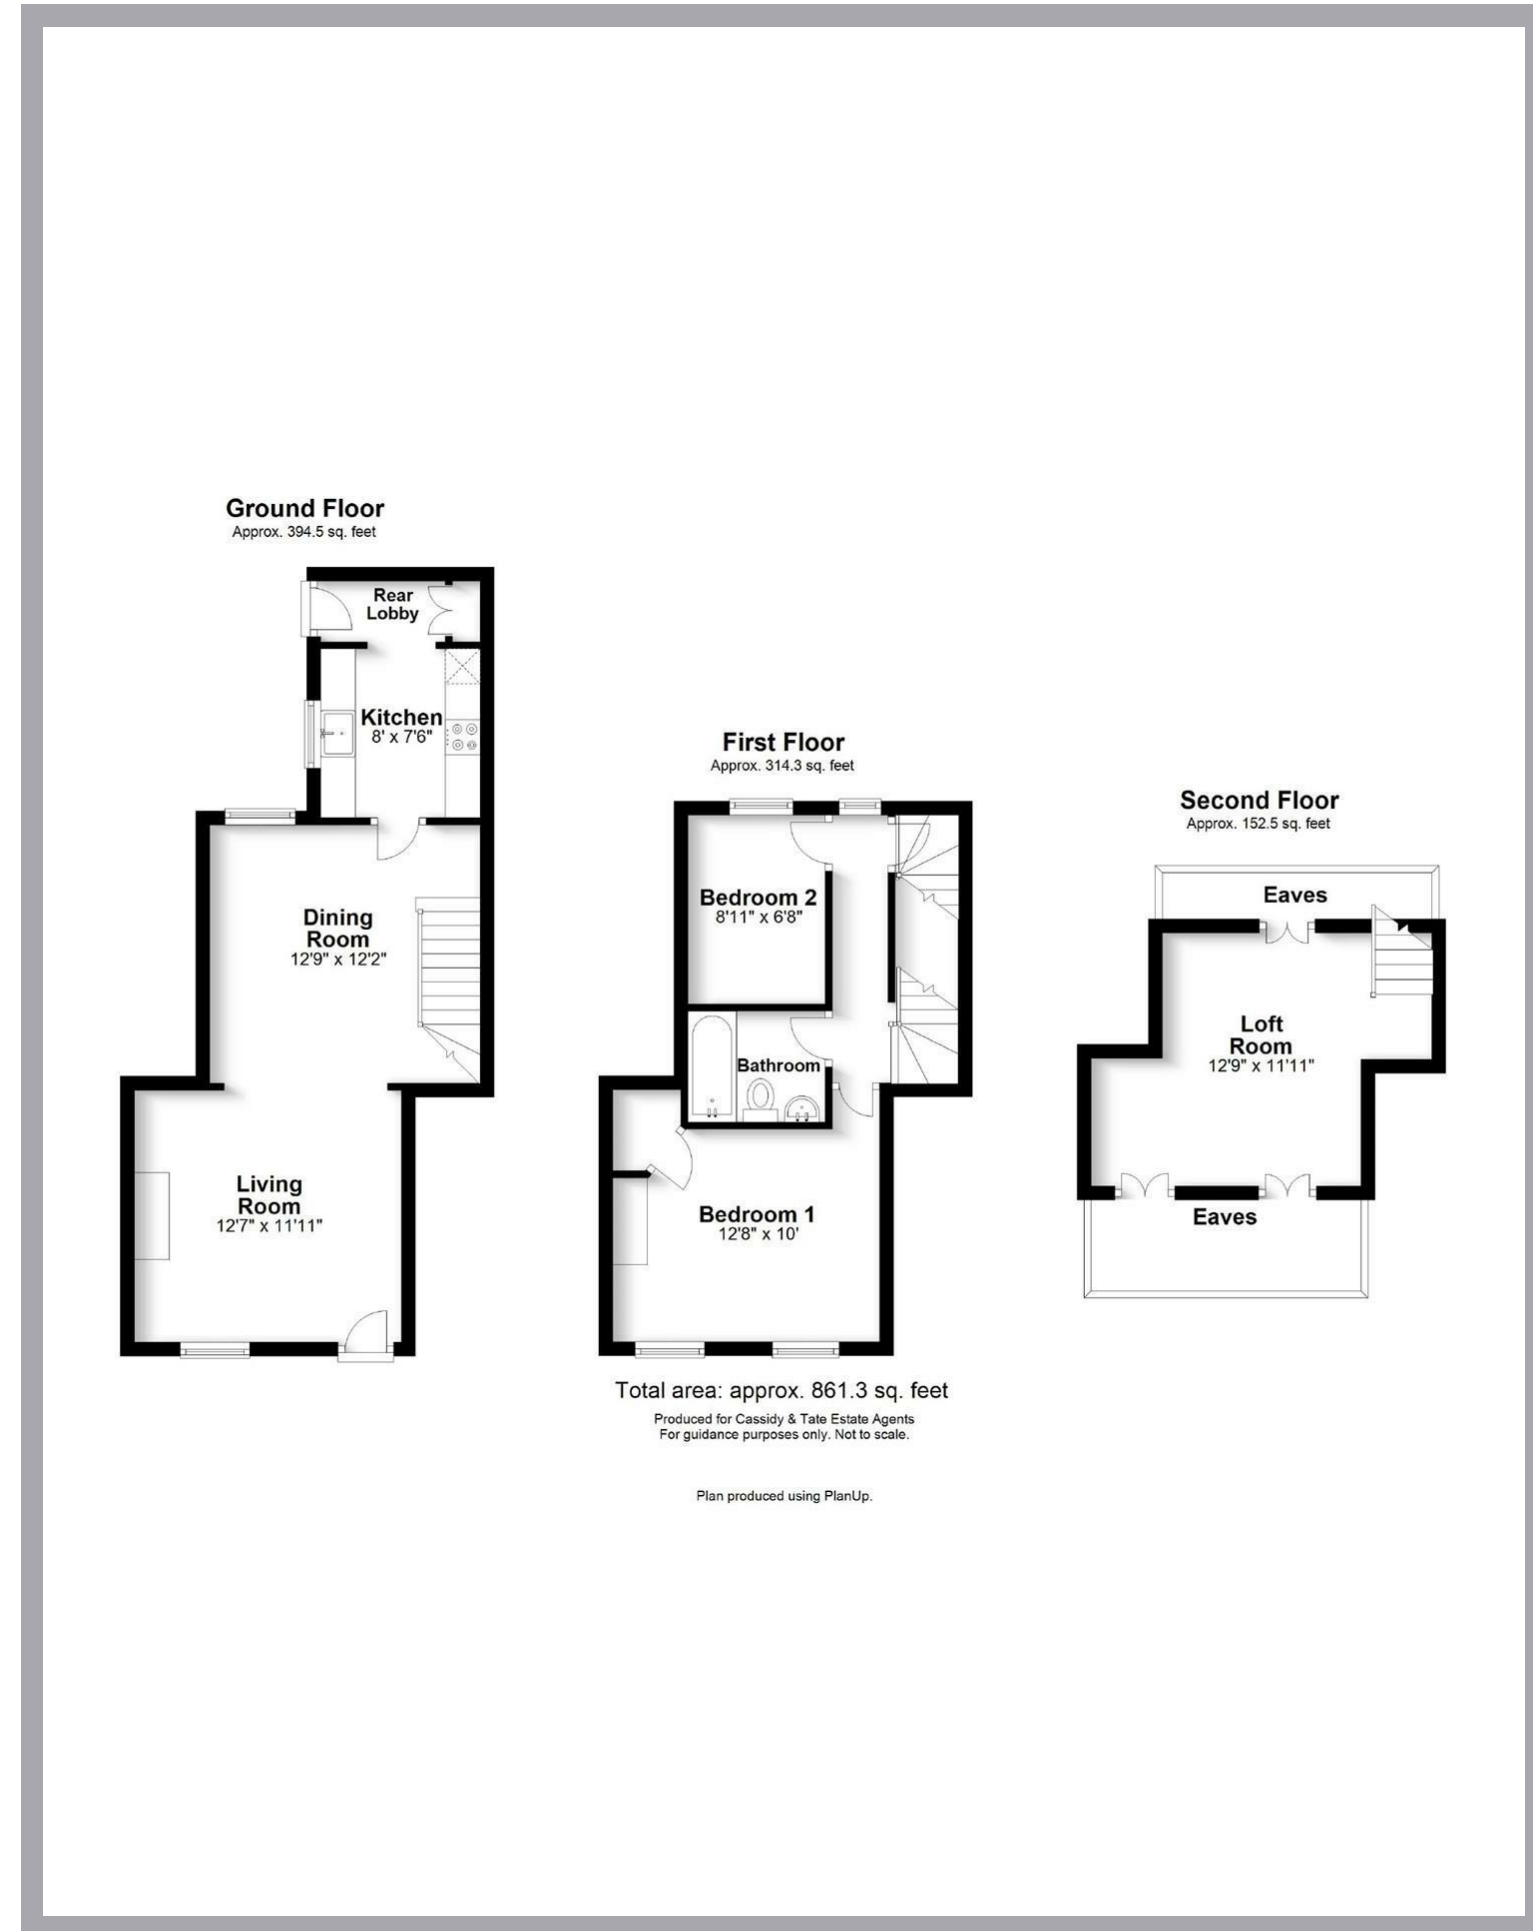 Ground Floor
Approx. 394.5 sq. feet
Rear
Lobby
Kitchen
8' x 7'6"
Dining
Room
12'9" x 12'2"
Living
Room
12'7" x 11'11"
First Floor
Approx. 314.3 sq. feet
Bedroom 2
8'11" x 6'8"
Bathroom
Bedroom 1
12'8" x 10'
Second Floor
Approx. 152.5 sq. feet
Eaves
Loft
Room
12'9" x 11'11"
Eaves
Total area: approx. 861.3 sq. feet
Produced for Cassidy & Tate Estate Agents
For guidance purposes only. Not to scale.
Plan produced using PlanUp.